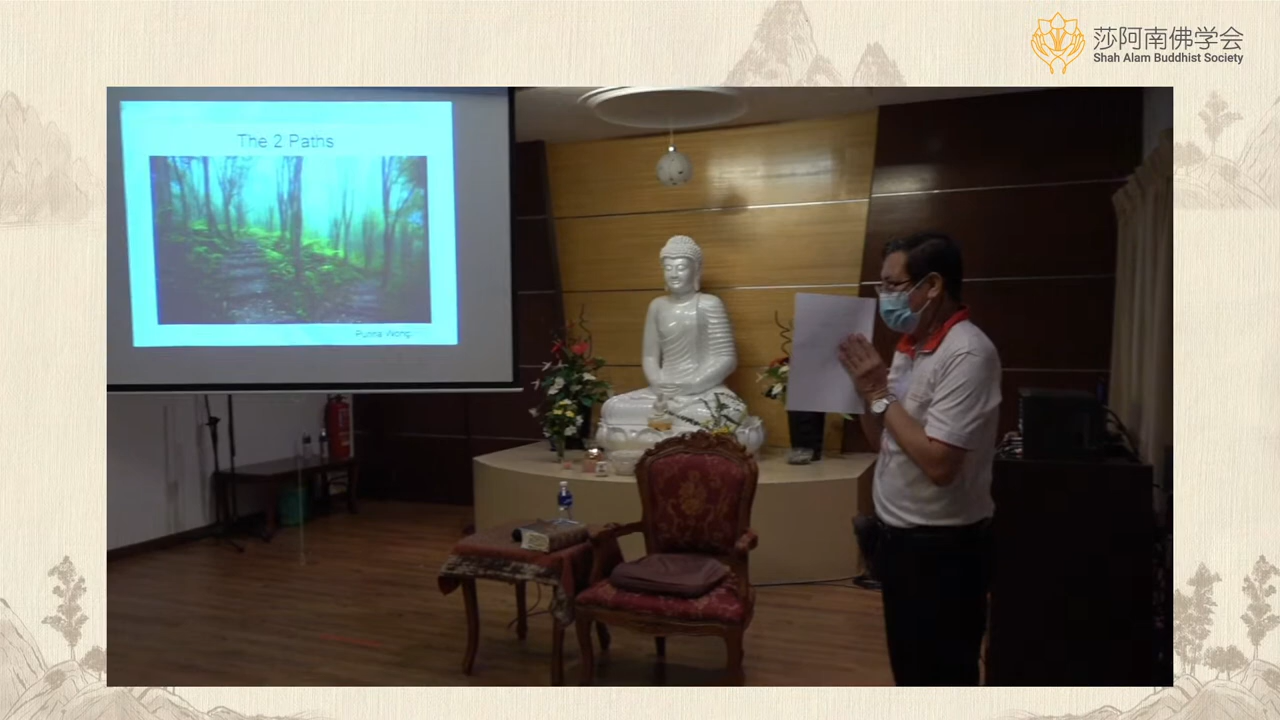 莎阿南佛学会
Shah Alam Buddhist Society
The 2 Paths
Punna Wong